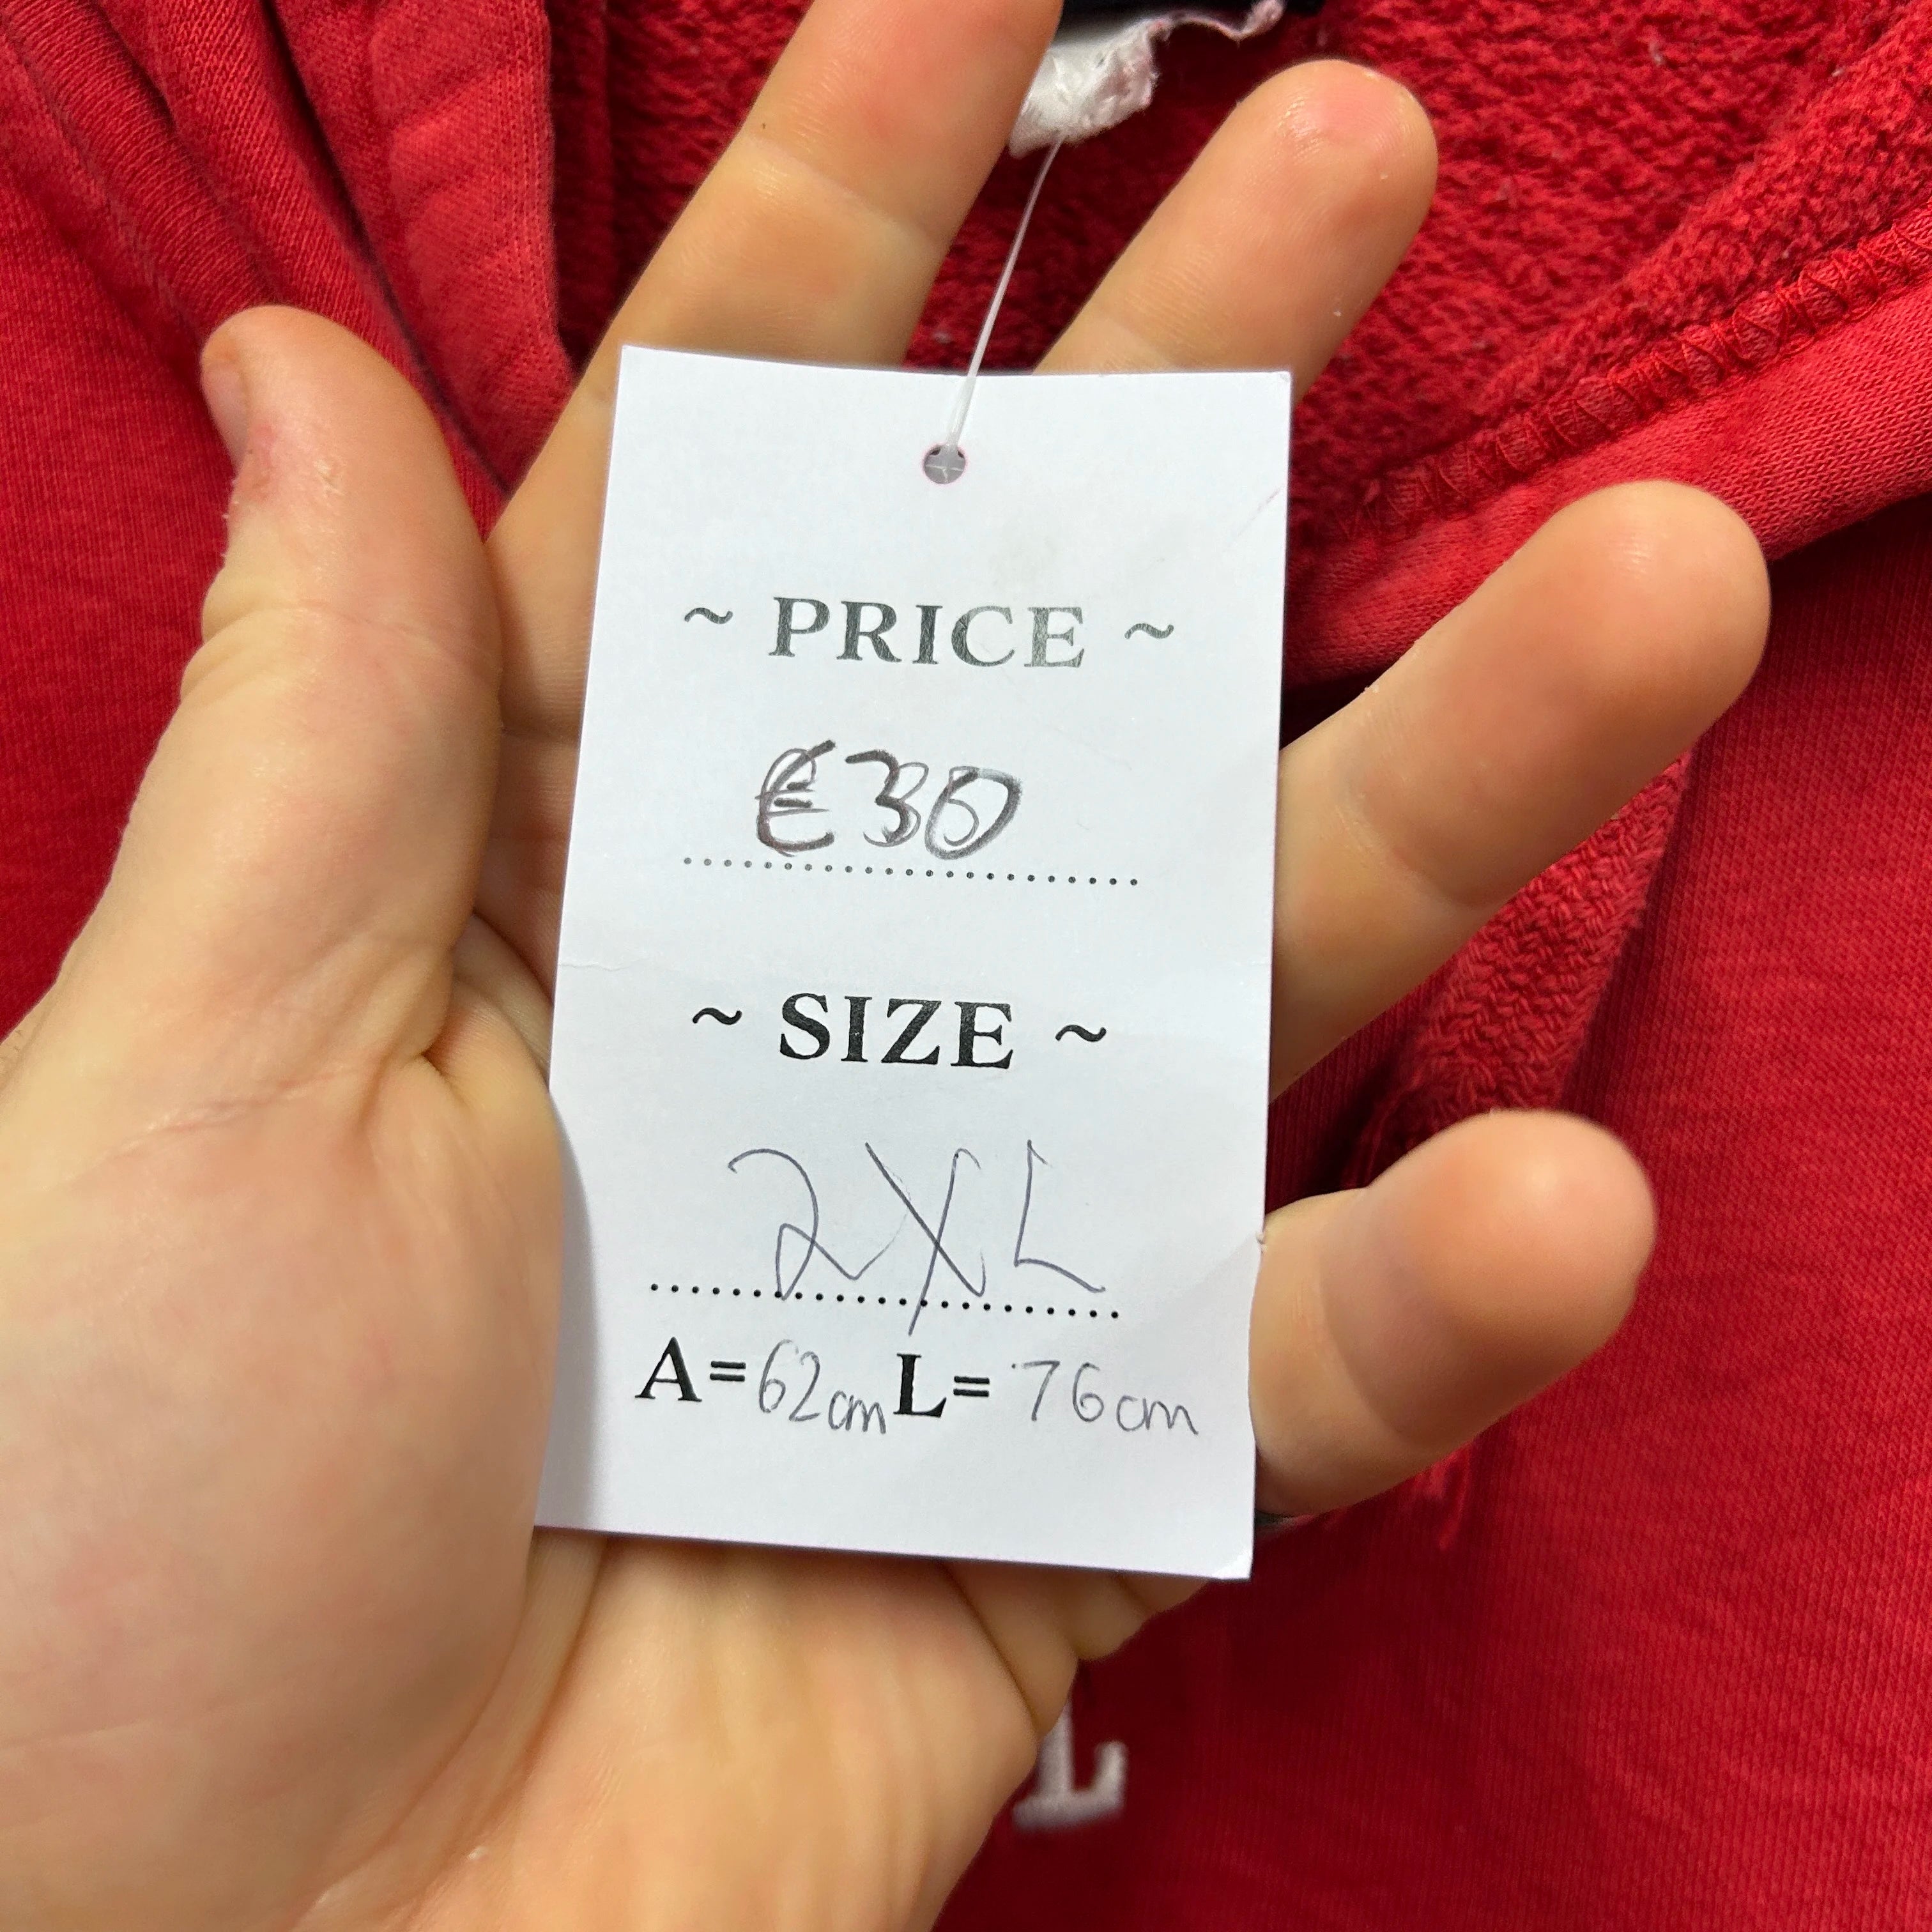 ~ PRICE ~
€30
~ SIZE ~
2XL
A=62cm L=76cm
L